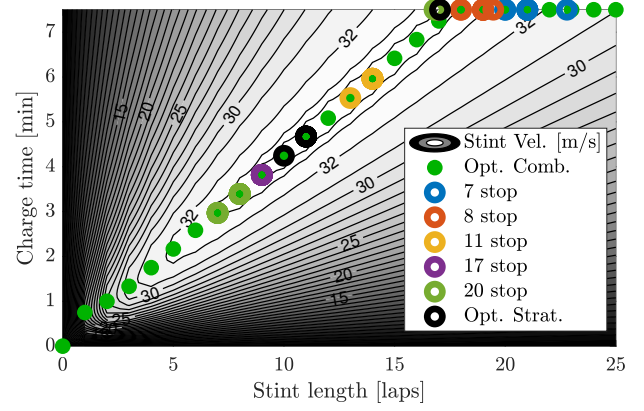 7
6
5
4
3
2
1
0
Charge time [min]
0
5
10
15
20
25
Stint length [laps]
15
20
25
30
32
32
30
32
32
30
25
20
15
30
25
Stint Vel. [m/s]
Opt. Comb.
7 stop
8 stop
11 stop
17 stop
20 stop
Opt. Strat.